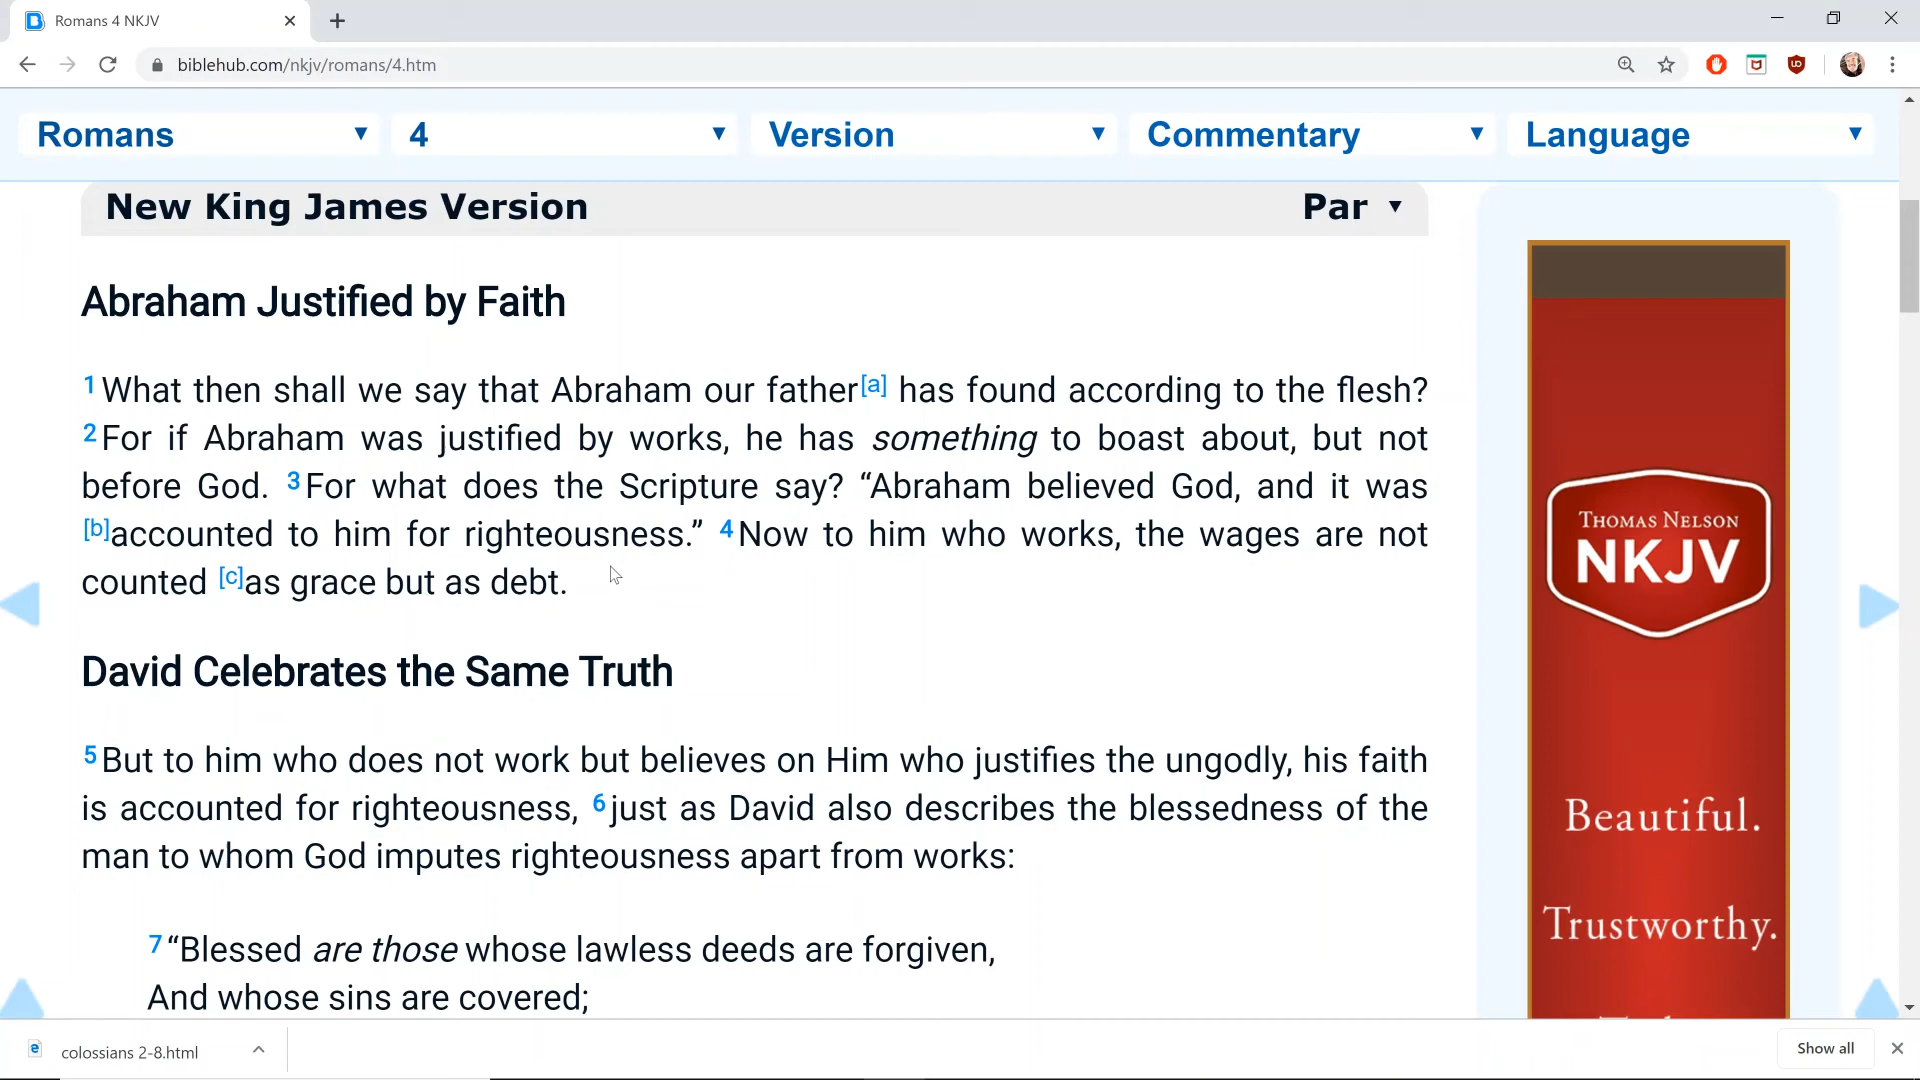 Romans 4 NKJV
biblehub.com/nkjv/romans/4.htm
Romans ▼ 4 ▼ Version ▼ Commentary ▼ Language ▼
New King James Version Par ▼
Abraham Justified by Faith
1 What then shall we say that Abraham our father[a] has found according to the flesh?
2 For if Abraham was justified by works, he has something to boast about, but not
before God. 3 For what does the Scripture say? “Abraham believed God, and it was
[b]accounted to him for righteousness.” 4 Now to him who works, the wages are not
counted [c]as grace but as debt.
David Celebrates the Same Truth
5 But to him who does not work but believes on Him who justifies the ungodly, his faith
is accounted for righteousness, 6 just as David also describes the blessedness of the
man to whom God imputes righteousness apart from works:
7 “Blessed are those whose lawless deeds are forgiven,
And whose sins are covered;
THOMAS NELSON
NKJV
Beautiful.
Trustworthy.
colossians 2-8.html
Show all